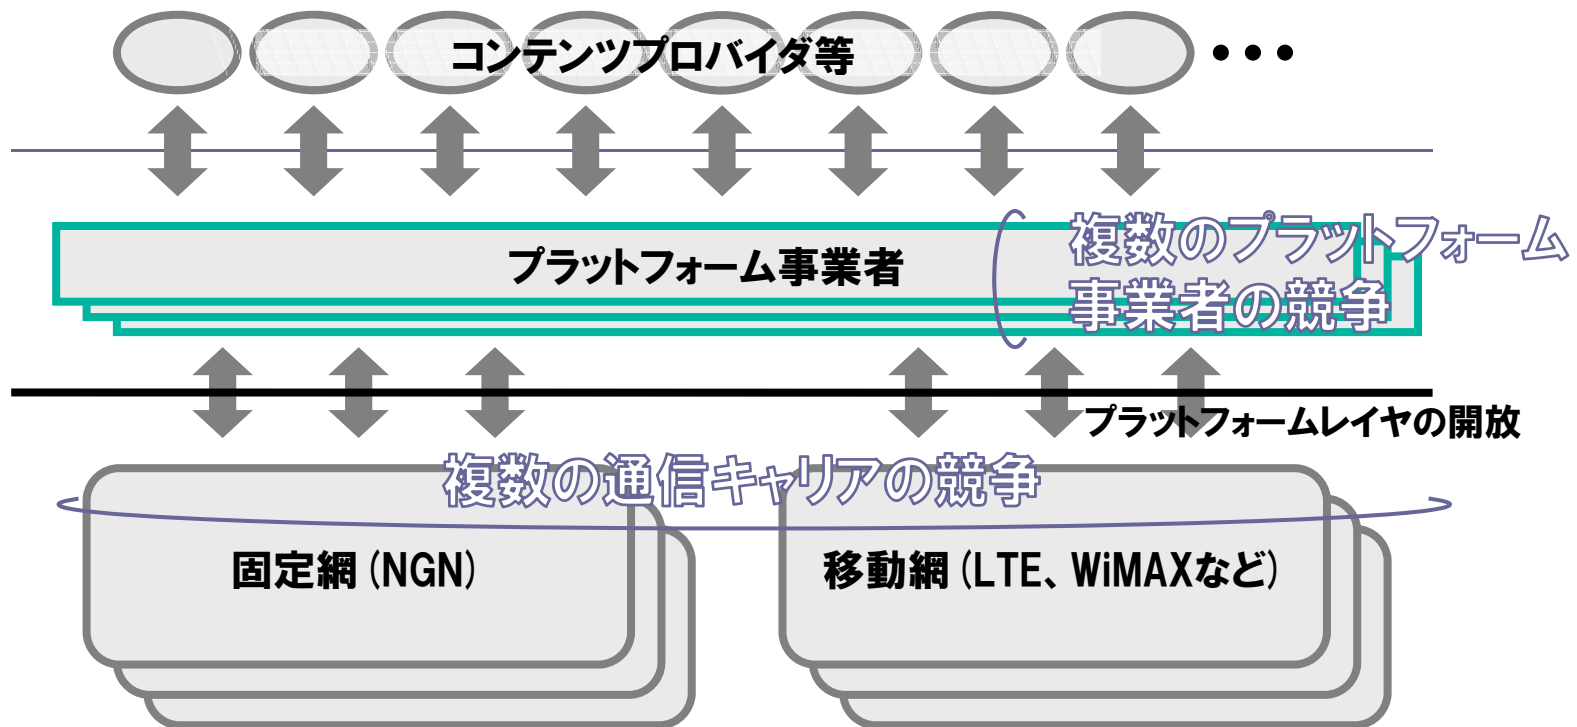 コンテンツプロバイダ等
•••
プラットフォーム事業者
複数のプラットフォーム
事業者の競争
プラットフォームレイヤの開放
複数の通信キャリアの競争
固定網(NGN)
移動網(LTE、WiMAXなど)